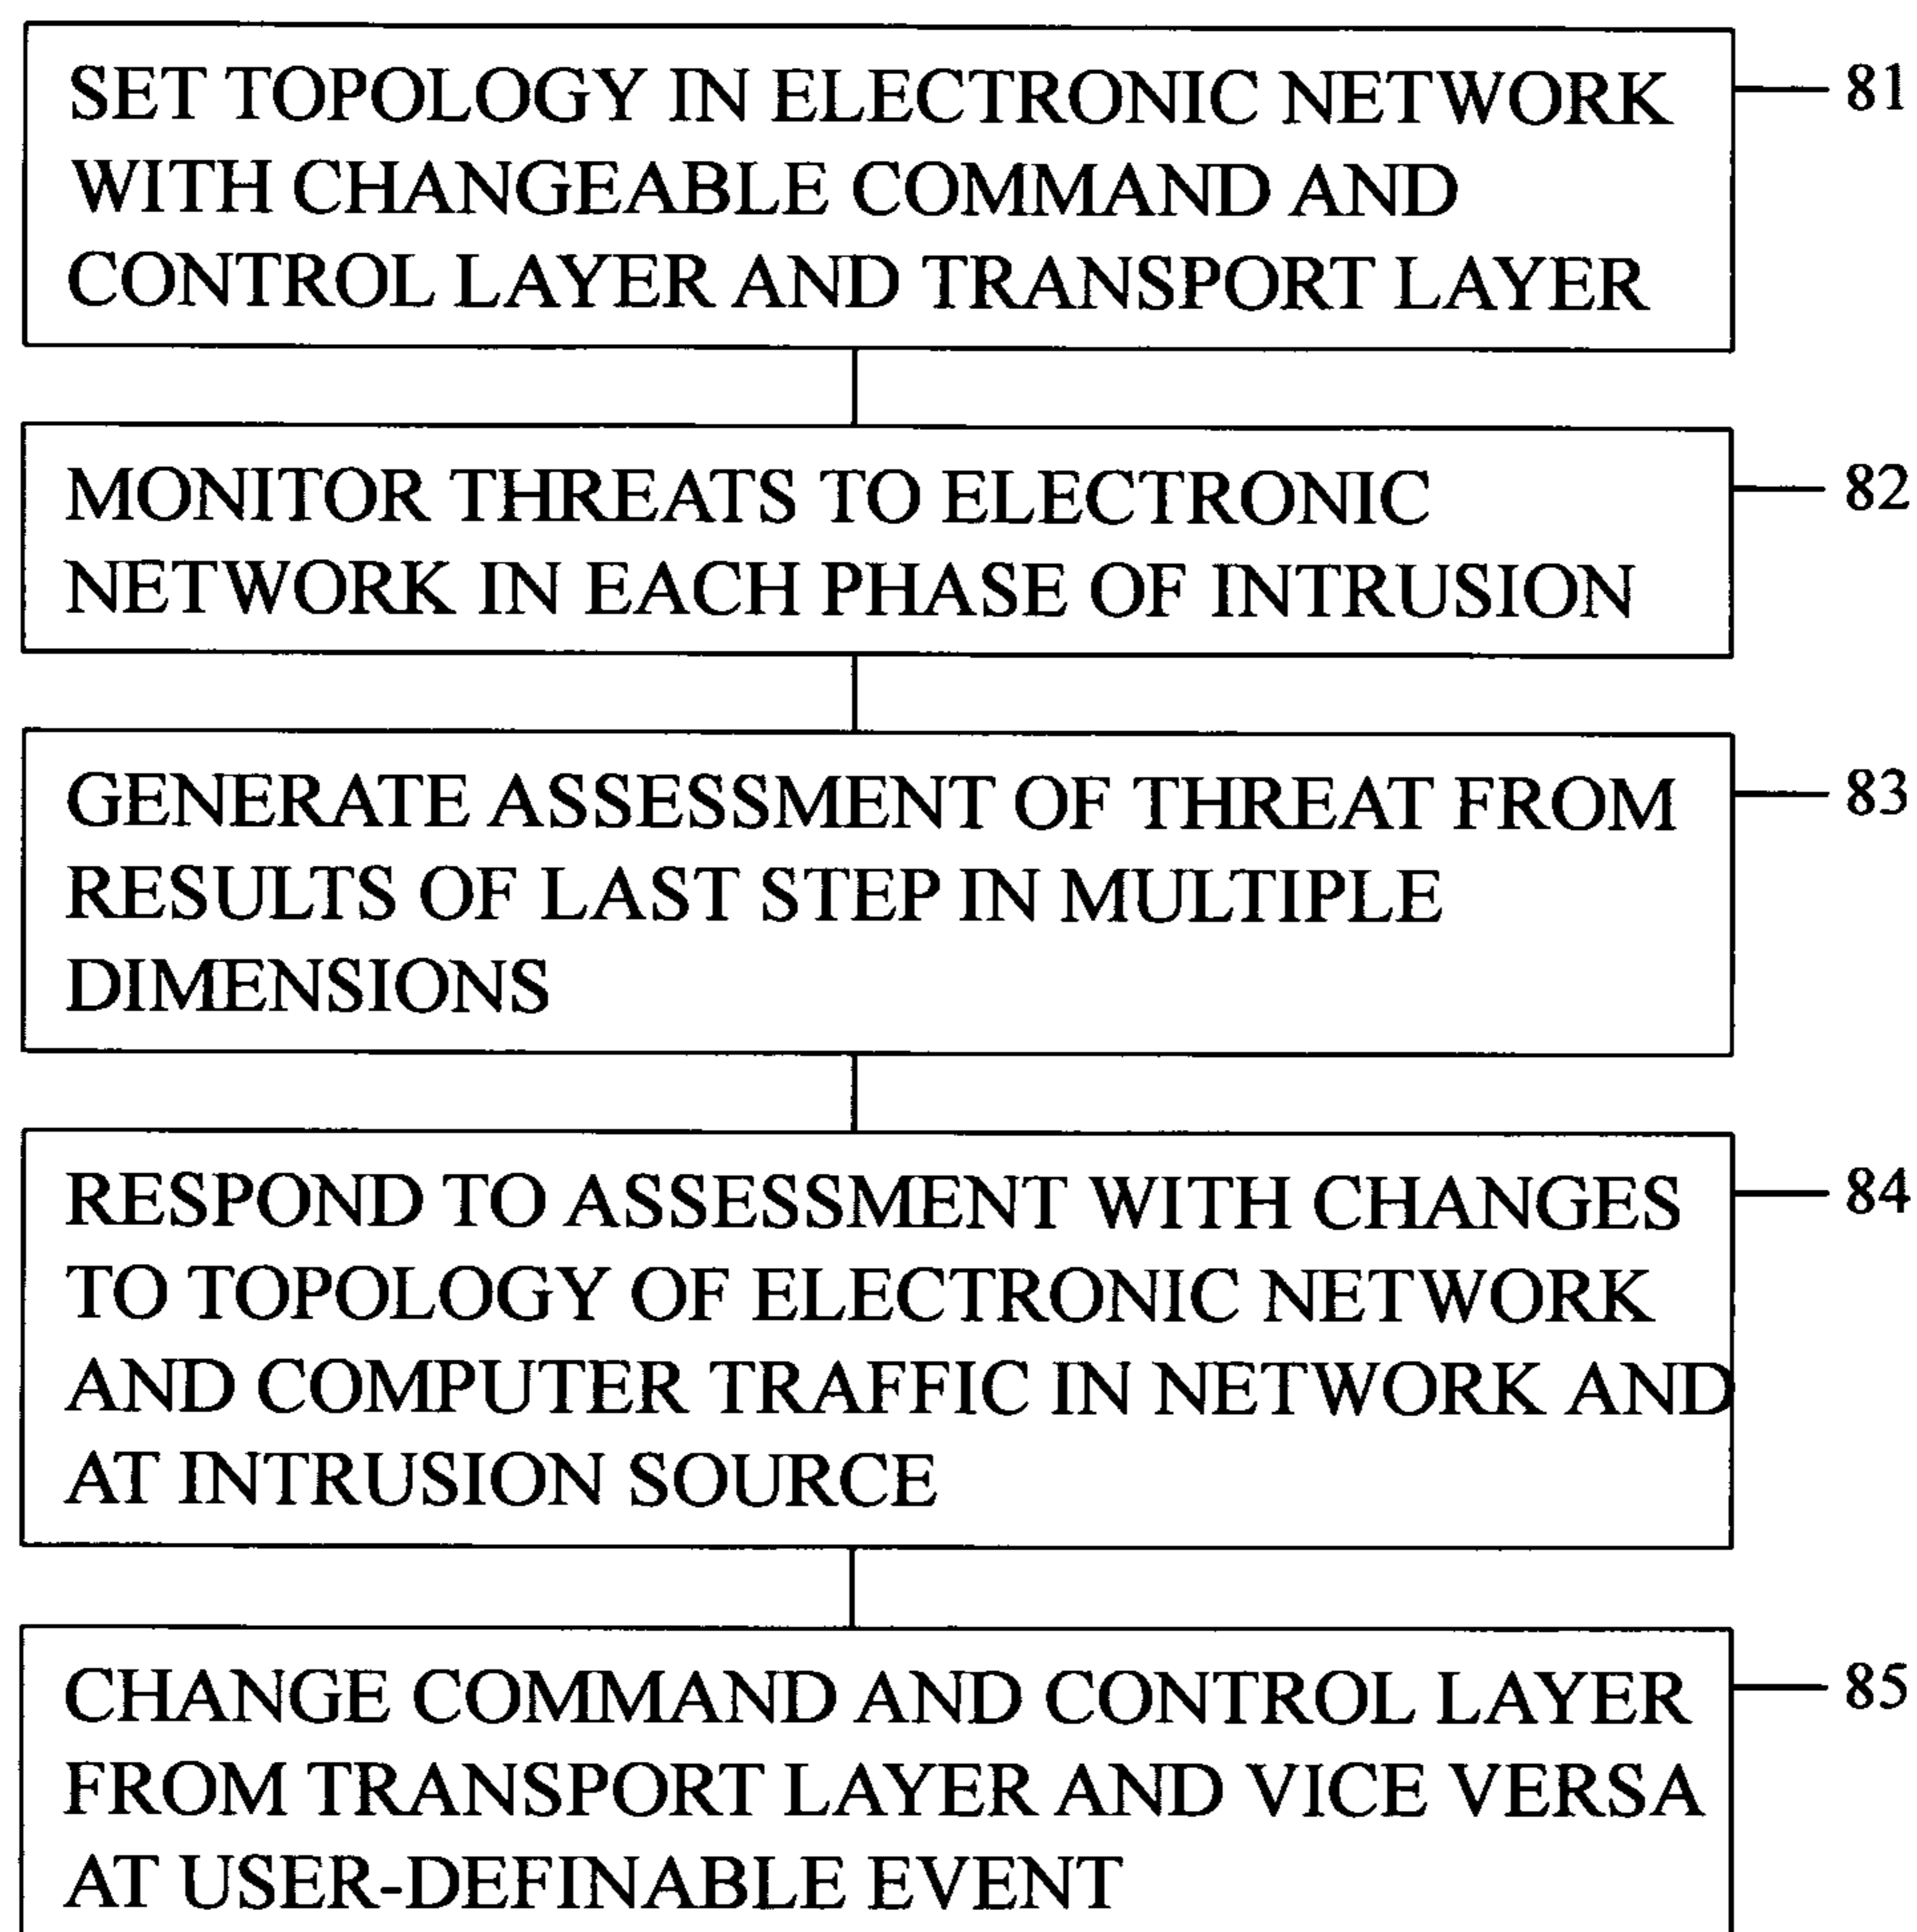 SET TOPOLOGY IN ELECTRONIC NETWORK
WITH CHANGEABLE COMMAND AND
CONTROL LAYER AND TRANSPORT LAYER
81
MONITOR THREATS TO ELECTRONIC
NETWORK IN EACH PHASE OF INTRUSION
82
GENERATE ASSESSMENT OF THREAT FROM
RESULTS OF LAST STEP IN MULTIPLE
DIMENSIONS
83
RESPOND TO ASSESSMENT WITH CHANGES
TO TOPOLOGY OF ELECTRONIC NETWORK
AND COMPUTER TRAFFIC IN NETWORK AND
AT INTRUSION SOURCE
84
CHANGE COMMAND AND CONTROL LAYER
FROM TRANSPORT LAYER AND VICE VERSA
AT USER-DEFINABLE EVENT
85